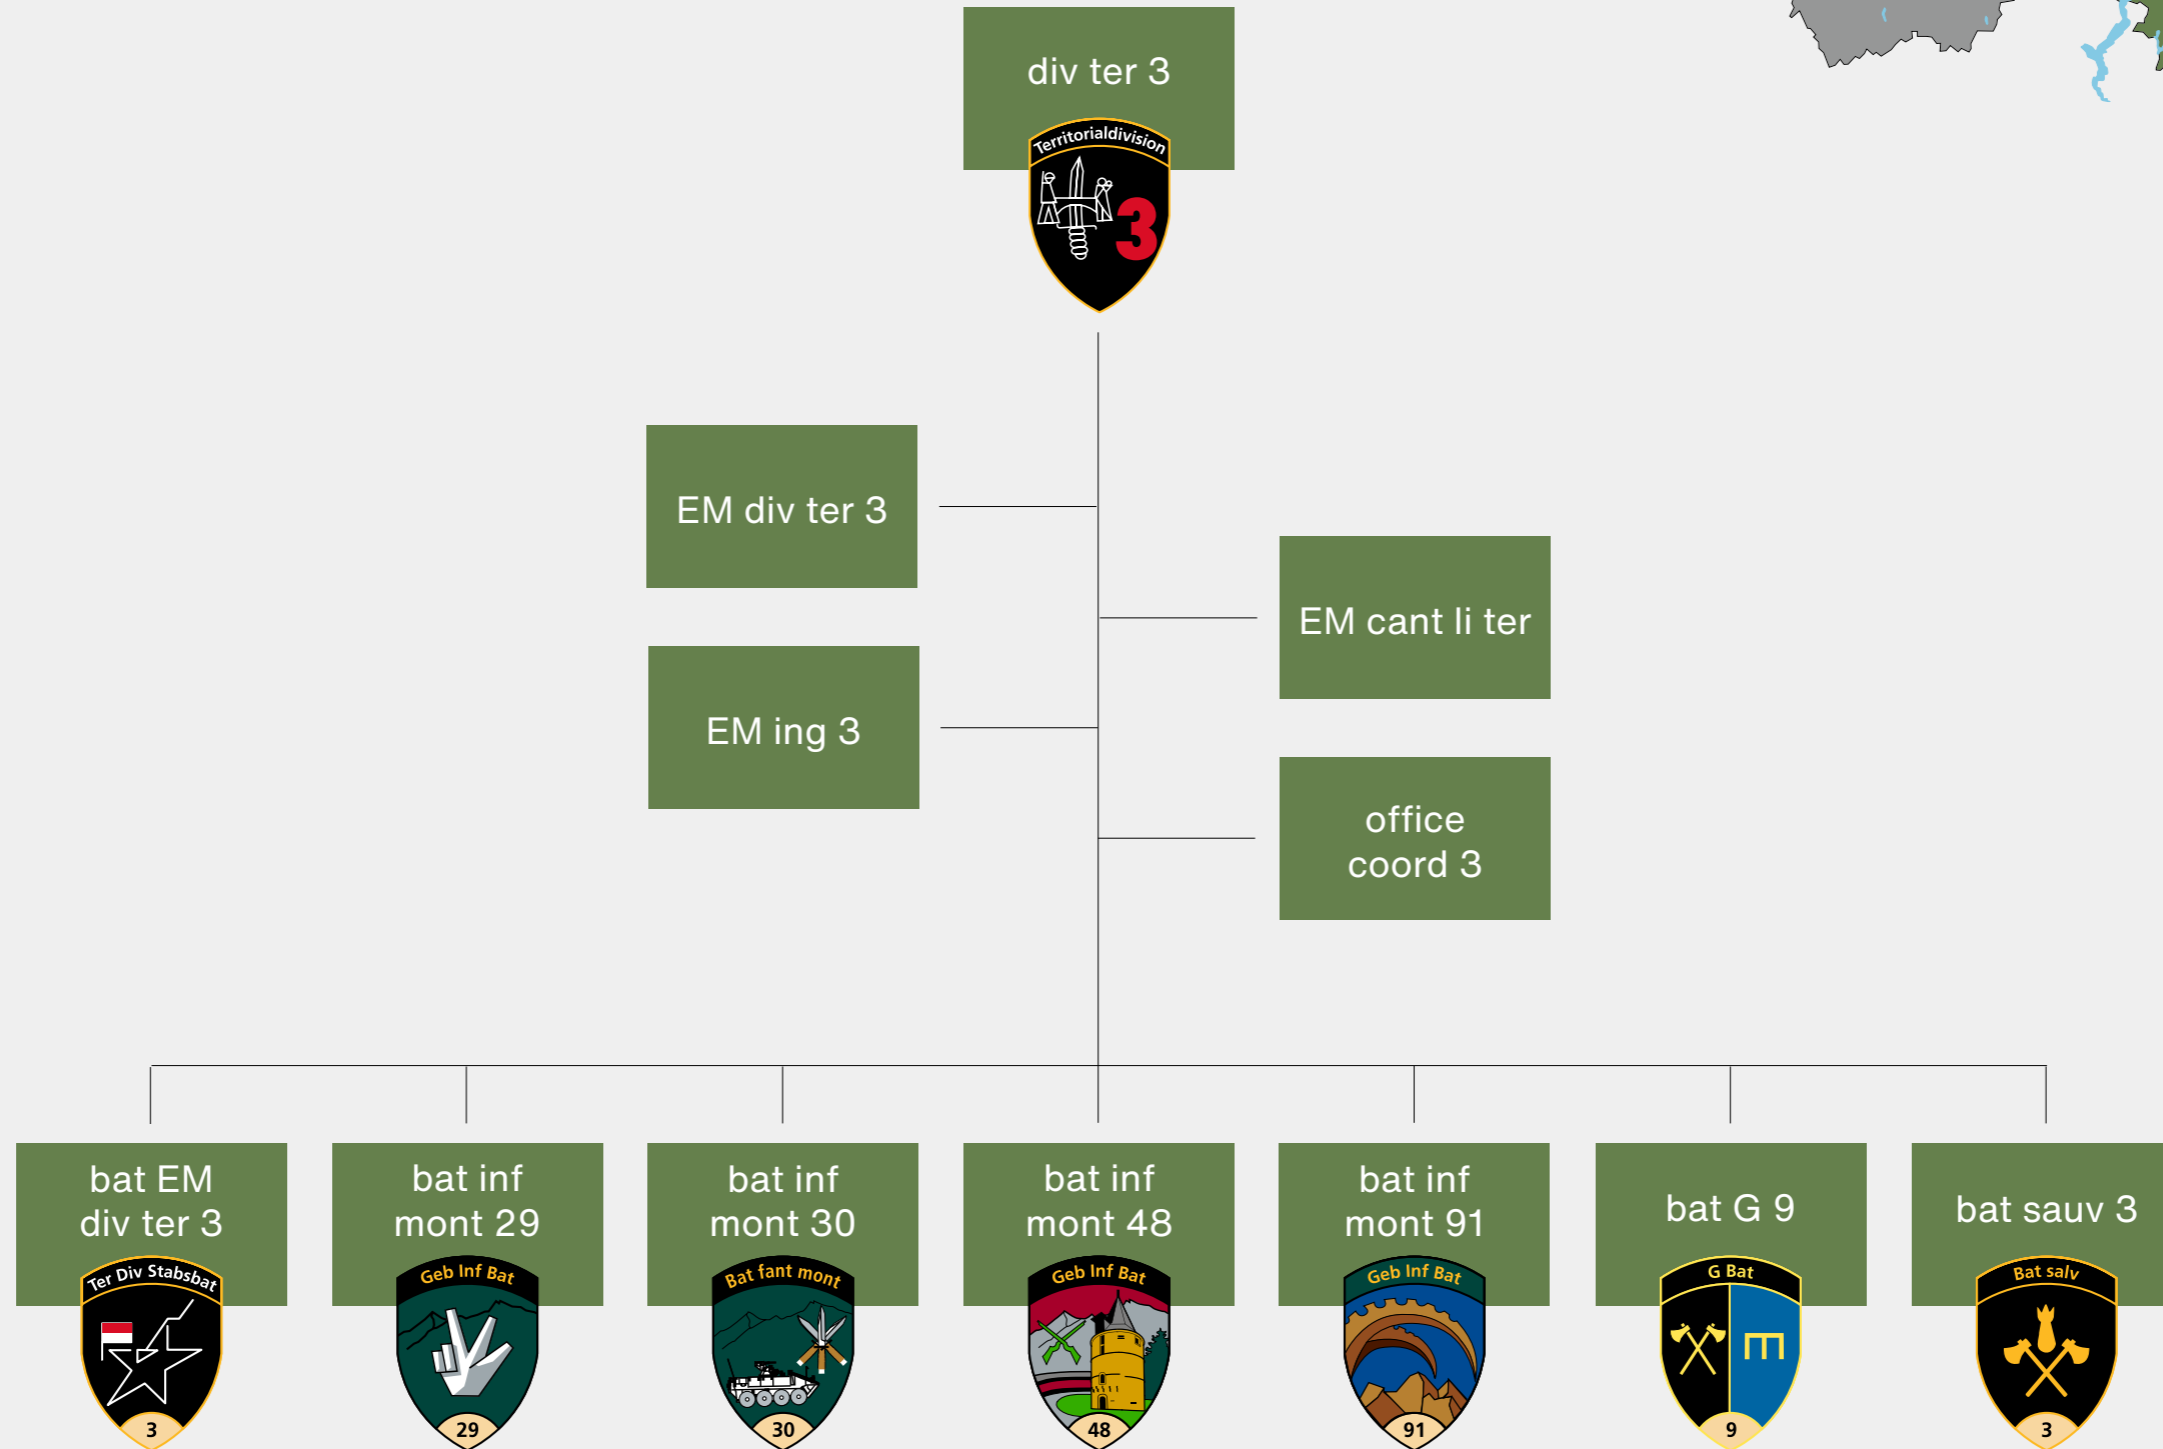 div ter 3
Territorialdivision
3
EM div ter 3
EM cant li ter
EM ing 3
office
coord 3
bat EM
div ter 3
Ter Div Stabsbat
3
bat inf
mont 29
Geb Inf Bat
29
bat inf
mont 30
Bat fant mont
30
bat inf
mont 48
Geb Inf Bat
48
bat inf
mont 91
Geb Inf Bat
91
bat G 9
G Bat
9
bat sauv 3
Bat salv
3